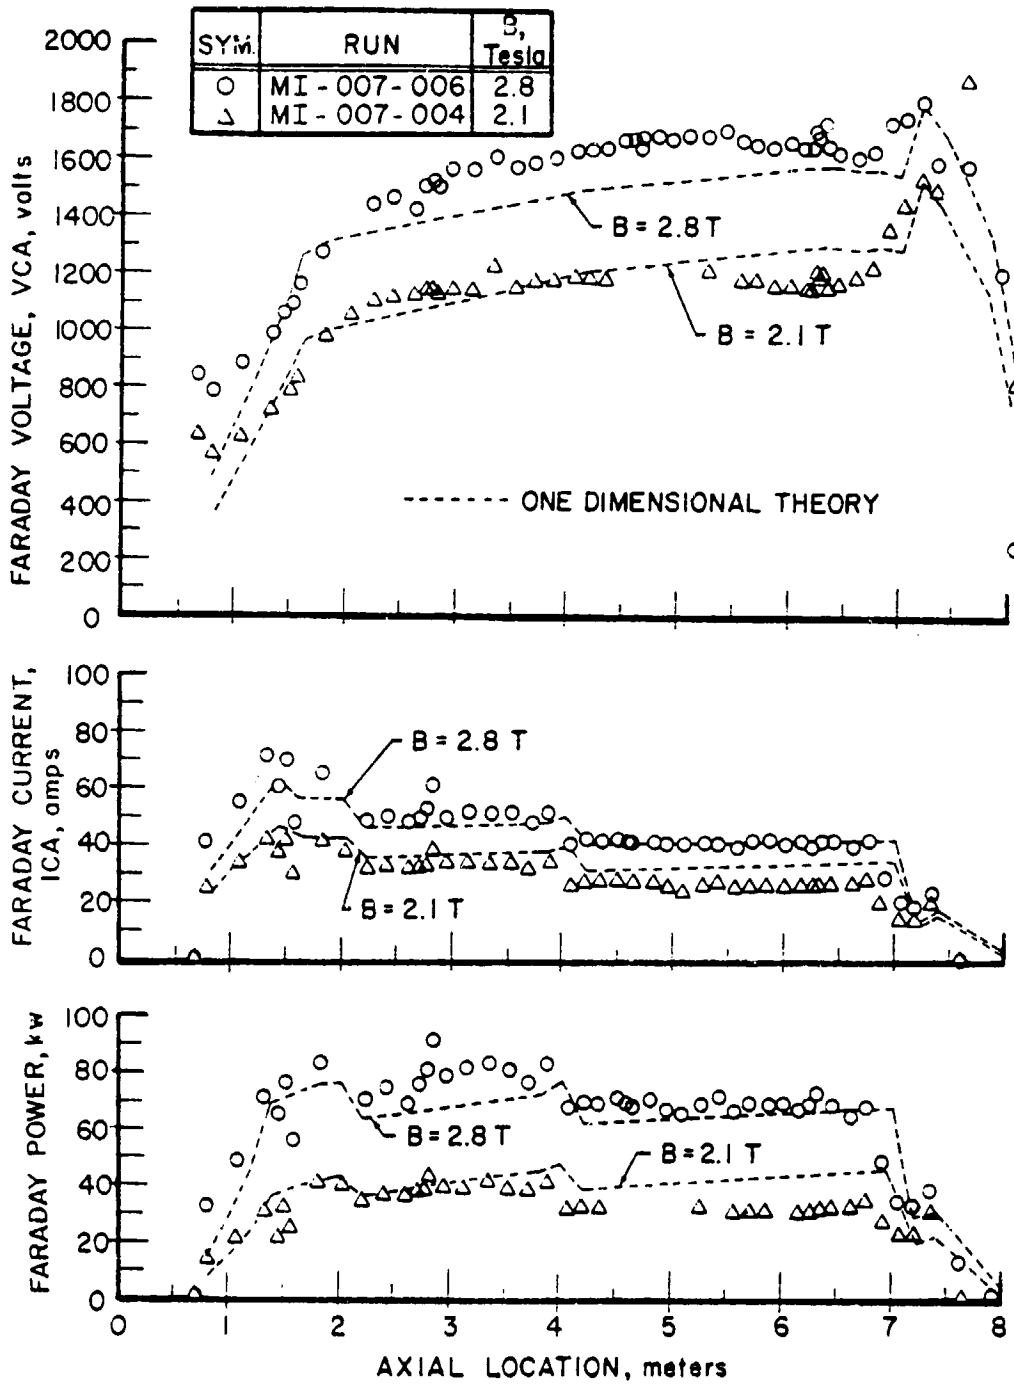 SYM. RUN B, Tesla
○ MI-007-006 2.8
△ MI-007-004 2.1
FARADAY VOLTAGE, VCA, volts
2000
1800
1600
1400
1200
1000
800
600
400
200
0
B = 2.8 T
B = 2.1 T
----- ONE DIMENSIONAL THEORY
FARADAY CURRENT,
ICA, amps
100
80
60
40
20
0
B = 2.8 T
B = 2.1 T
FARADAY POWER, kw
100
80
60
40
20
0
B = 2.8 T
B = 2.1 T
0 1 2 3 4 5 6 7 8
AXIAL LOCATION, meters